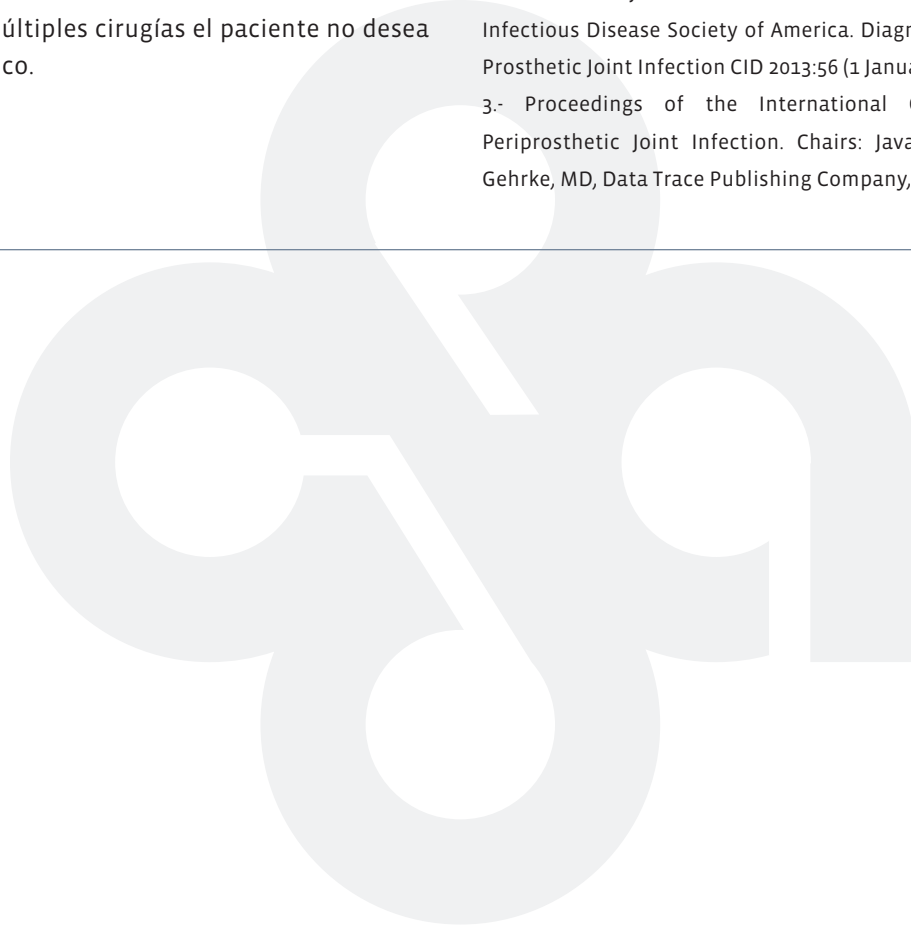 últiples cirugías el paciente no desea
co.
Infectious Disease Society of America. Diagn
Prosthetic Joint Infection CID 2013:56 (1 Janua
3.- Proceedings of the International
Periprosthetic Joint Infection. Chairs: Java
Gehrke, MD, Data Trace Publishing Company,